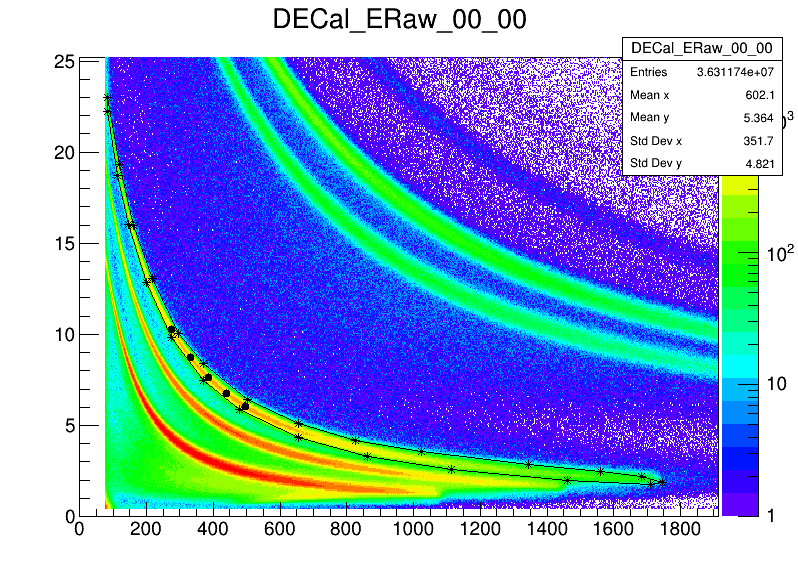 DECal_ERaw_00_00
DECal_ERaw_00_00
Entries 3.631174e+07
Mean x 602.1
Mean y 5.364
Std Dev x 351.7
Std Dev y 4.821
25
20
15
10
5
0
0 200 400 600 800 1000 1200 1400 1600 1800
10²
10
1